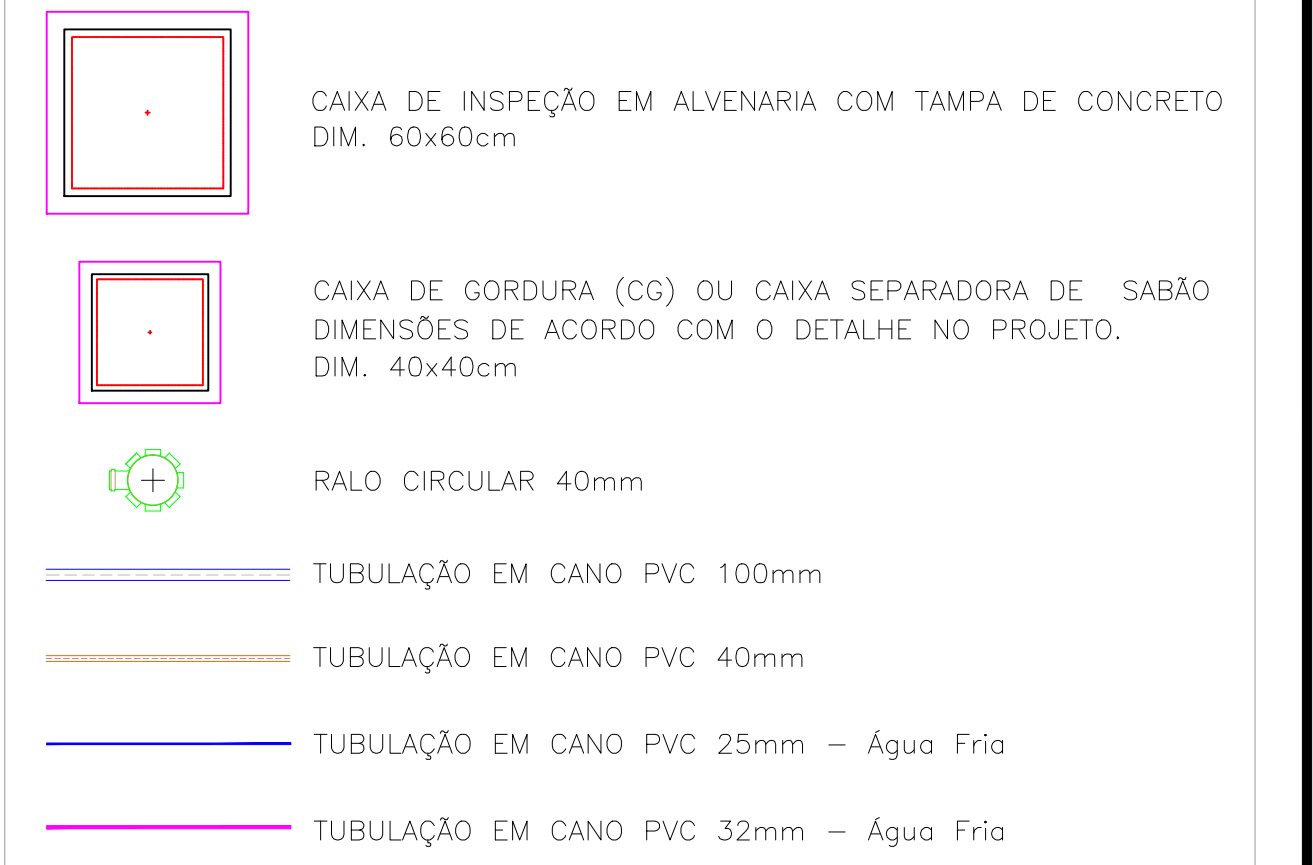 CAIXA DE INSPEÇÃO EM ALVENARIA COM TAMPA DE CONCRETO
DIM. 60x60cm
CAIXA DE GORDURA (CG) OU CAIXA SEPARADORA DE SABÃO
DIMENSÕES DE ACORDO COM O DETALHE NO PROJETO.
DIM. 40x40cm
RALO CIRCULAR 40mm
TUBULAÇÃO EM CANO PVC 100mm
TUBULAÇÃO EM CANO PVC 40mm
TUBULAÇÃO EM CANO PVC 25mm – Água Fria
TUBULAÇÃO EM CANO PVC 32mm – Água Fria